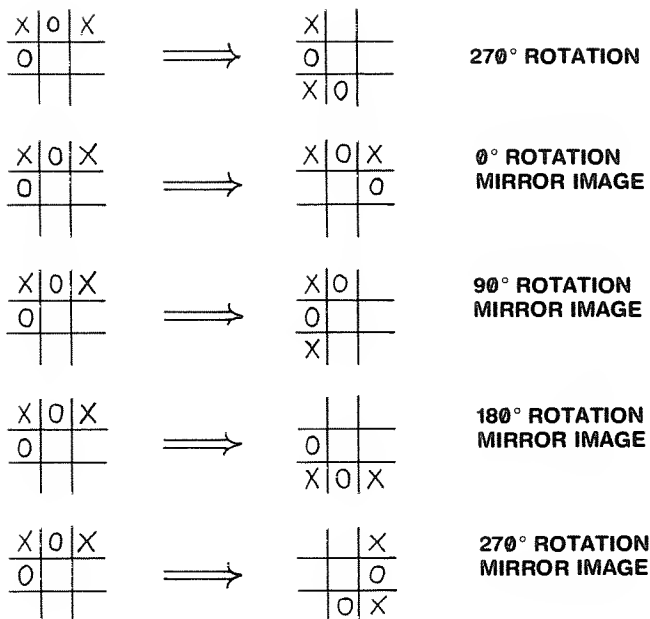 X O X X
O O 270° ROTATION
X O
X O X X O X 0° ROTATION
O O MIRROR IMAGE
X O X X O 90° ROTATION
O O MIRROR IMAGE
X
X O X 180° ROTATION
O O MIRROR IMAGE
X O X
X O X X 270° ROTATION
O O MIRROR IMAGE
O X